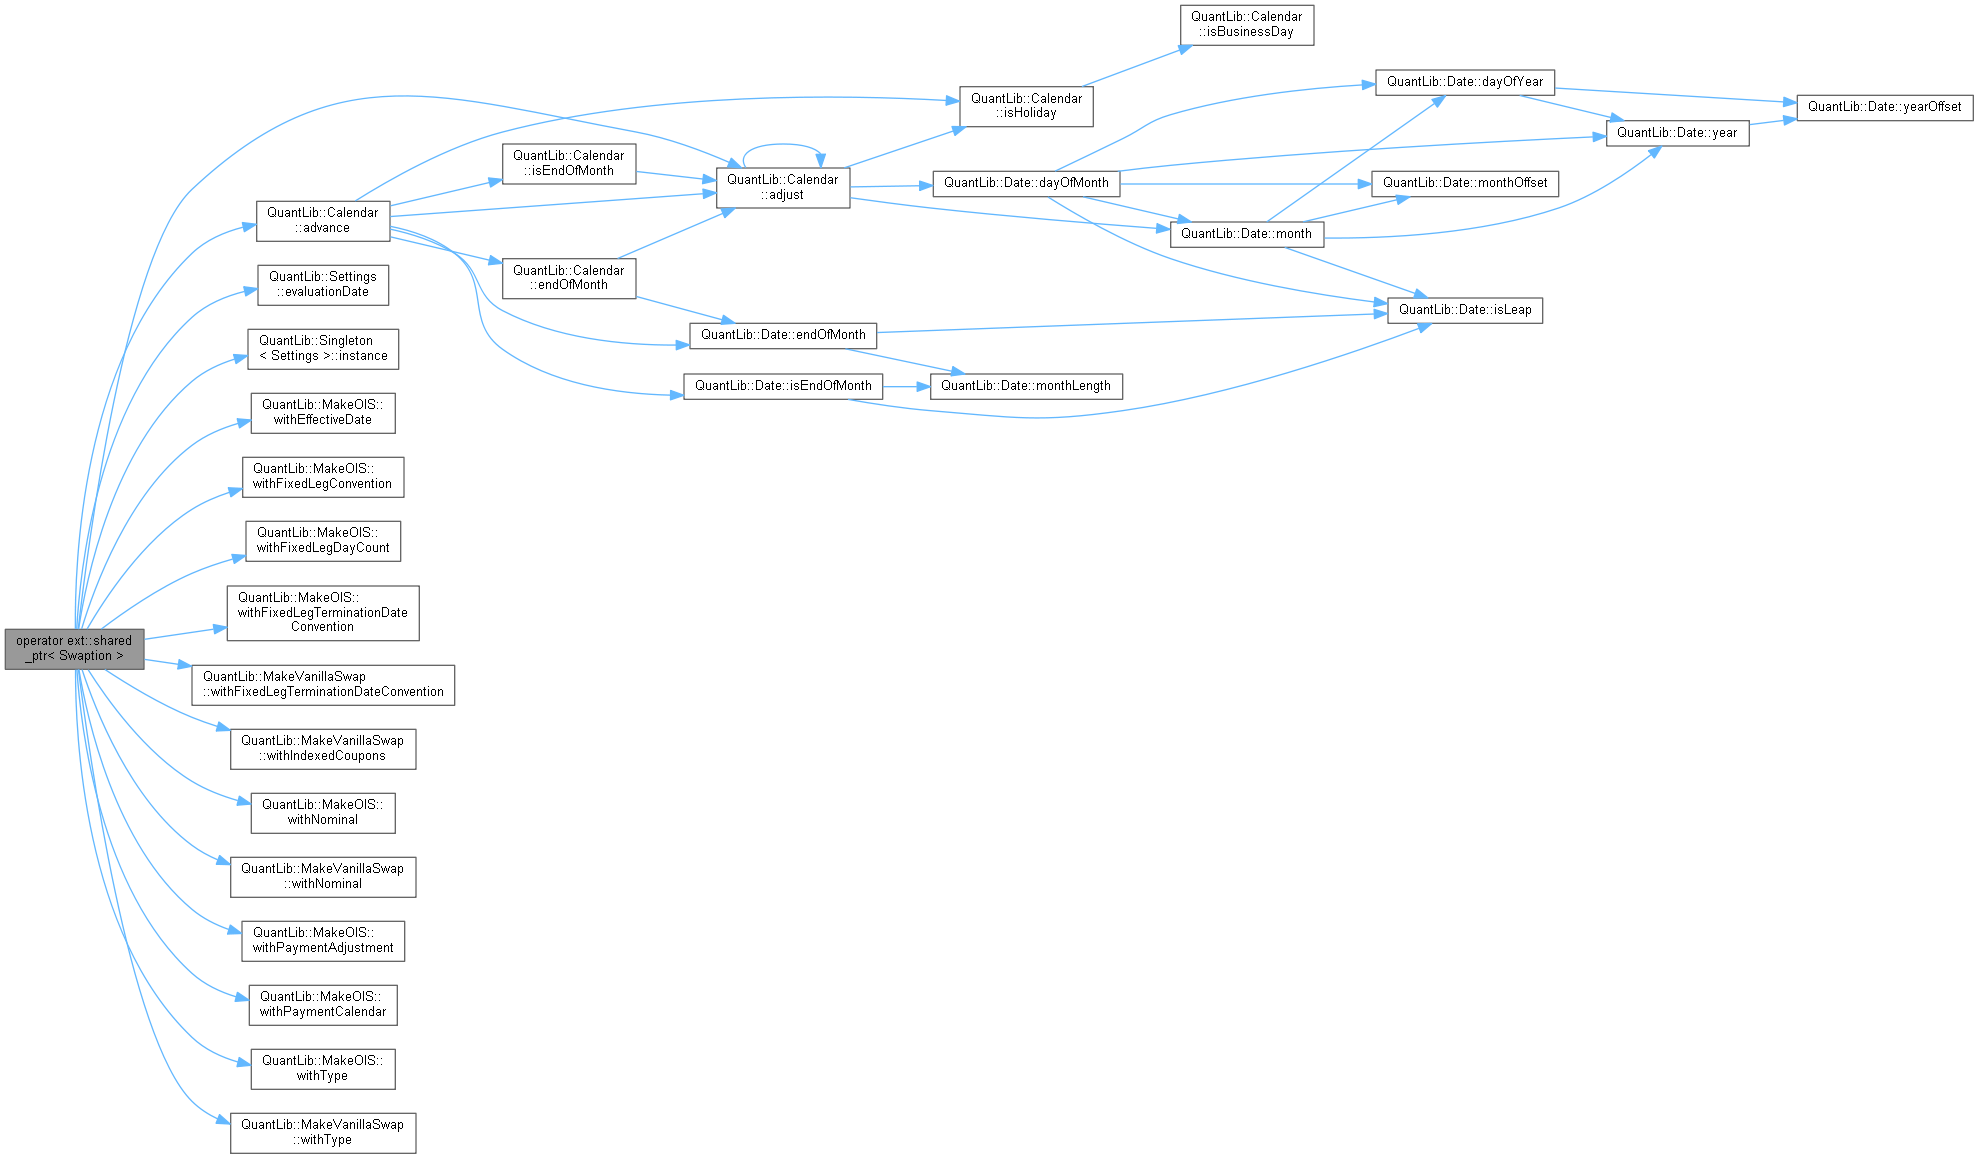 QuantLib::Calendar
::isBusinessDay
QuantLib::Date::dayOfYear
QuantLib::Calendar
::isHoliday
QuantLib::Date::yearOffset
QuantLib::Date::year
QuantLib::Calendar
::isEndOfMonth
QuantLib::Calendar
::adjust
QuantLib::Date::dayOfMonth
QuantLib::Date::monthOffset
QuantLib::Calendar
::advance
QuantLib::Date::month
QuantLib::Calendar
::endOfMonth
QuantLib::Settings
::evaluationDate
QuantLib::Date::isLeap
QuantLib::Date::endOfMonth
QuantLib::Singleton
< Settings >::instance
QuantLib::Date::isEndOfMonth
QuantLib::Date::monthLength
QuantLib::MakeOIS::
withEffectiveDate
QuantLib::MakeOIS::
withFixedLegConvention
QuantLib::MakeOIS::
withFixedLegDayCount
QuantLib::MakeOIS::
withFixedLegTerminationDate
Convention
operator ext::shared
_ptr< Swaption >
QuantLib::MakeVanillaSwap
::withFixedLegTerminationDateConvention
QuantLib::MakeVanillaSwap
::withIndexedCoupons
QuantLib::MakeOIS::
withNominal
QuantLib::MakeVanillaSwap
::withNominal
QuantLib::MakeOIS::
withPaymentAdjustment
QuantLib::MakeOIS::
withPaymentCalendar
QuantLib::MakeOIS::
withType
QuantLib::MakeVanillaSwap
::withType